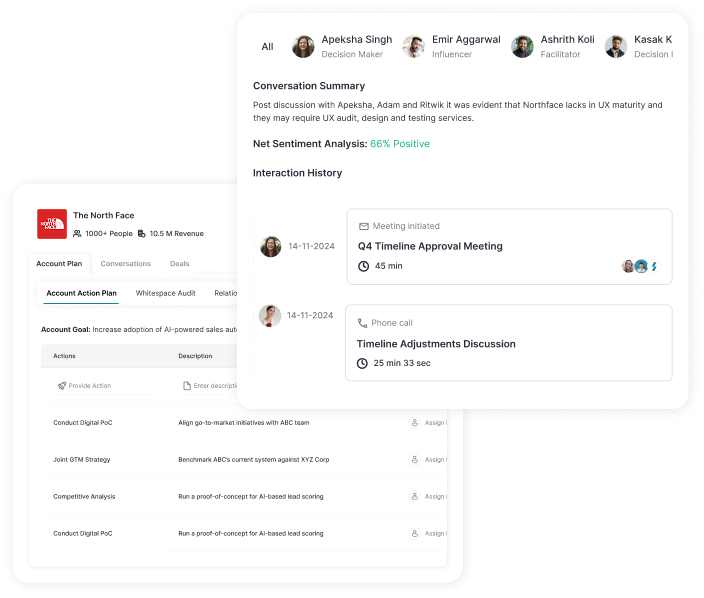 All
Apeksha Singh
Decision Maker
Emir Aggarwal
Influencer
Ashrith Koli
Facilitator
Kasak K
Decision
Conversation Summary
Post discussion with Apeksha, Adam and Ritwik it was evident that Northface lacks in UX maturity and
they may require UX audit, design and testing services.
Net Sentiment Analysis: 66% Positive
Interaction History
14-11-2024
Meeting initiated
Q4 Timeline Approval Meeting
45 min
14-11-2024
Phone call
Timeline Adjustments Discussion
25 min 33 sec
THE
NORTH
FACE
The North Face
1000+ People
10.5 M Revenue
Account Plan
Conversations
Deals
Account Action Plan
Whitespace Audit
Relatio
Account Goal: Increase adoption of AI-powered sales aut
Actions
Description
Provide Action
Enter descripti
Conduct Digital PoC
Align go-to-market initiatives with ABC team
Assign
Joint GTM Strategy
Benchmark ABC's current system against XYZ Corp
Assign
Competitive Analysis
Run a proof-of-concept for AI-based lead scoring
Assign
Conduct Digital PoC
Run a proof-of-concept for AI-based lead scoring
Assign